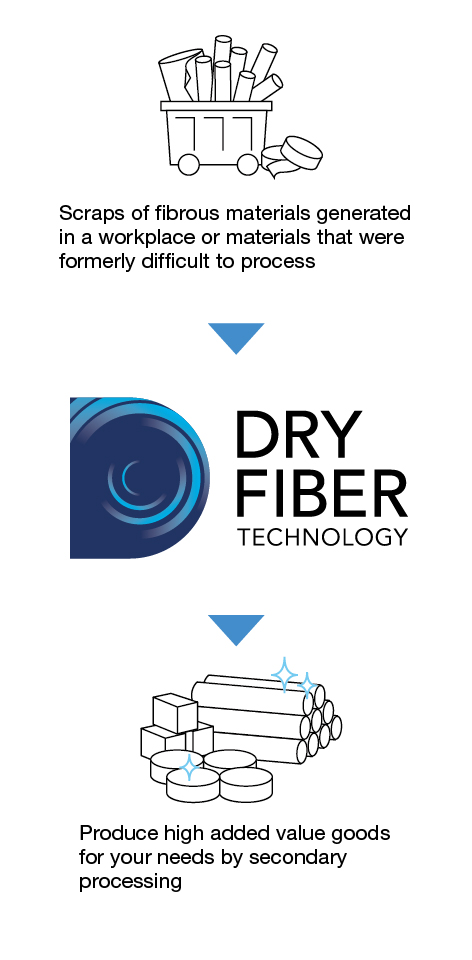 Scraps of fibrous materials generated
in a workplace or materials that were
formerly difficult to process
DRY
FIBER
TECHNOLOGY
Produce high added value goods
for your needs by secondary
processing